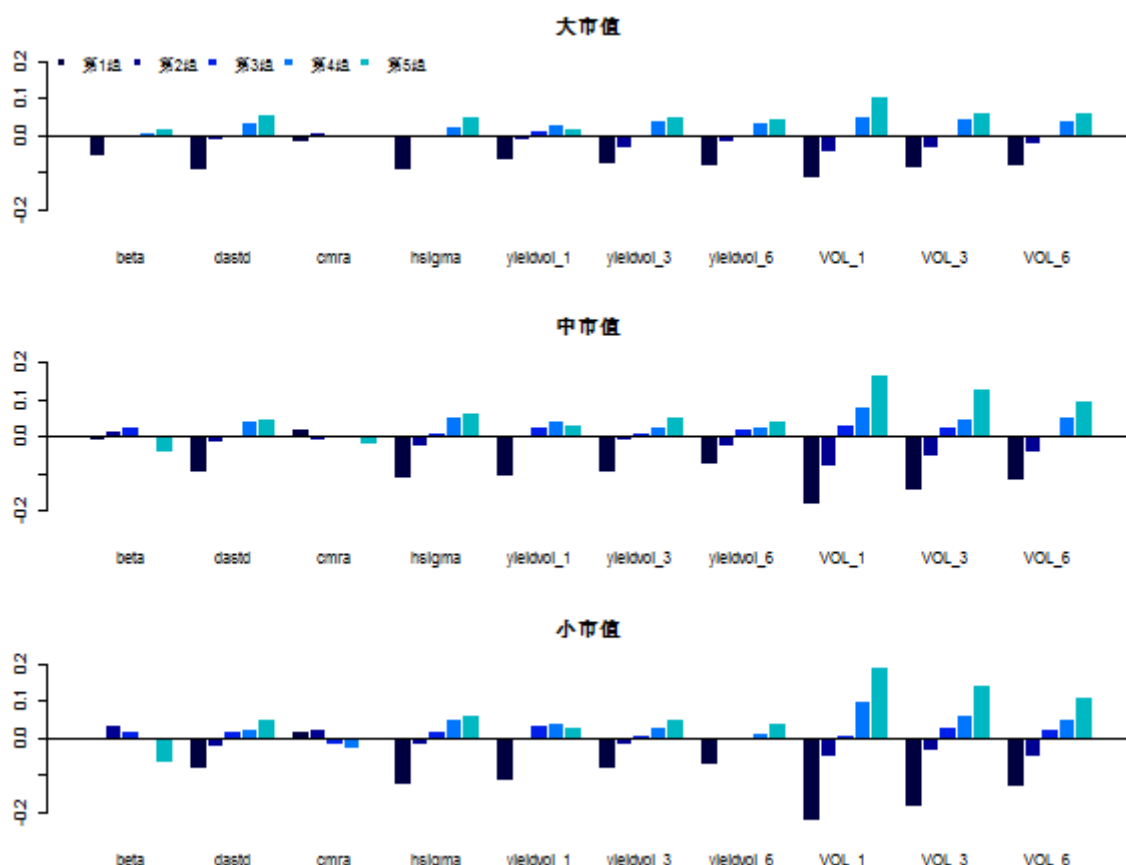 大市值
0.2
0.1
0.0
-0.2
第1组 第2组 第3组 第4组 第5组
beta dastd cmra hsigma yieldvol_1 yieldvol_3 yieldvol_6 VOL_1 VOL_3 VOL_6
中市值
0.2
0.1
0.0
-0.2
beta dastd cmra hsigma yieldvol_1 yieldvol_3 yieldvol_6 VOL_1 VOL_3 VOL_6
小市值
0.2
0.1
0.0
-0.2
beta dastd cmra hsigma yieldvol_1 yieldvol_3 yieldvol_6 VOL_1 VOL_3 VOL_6